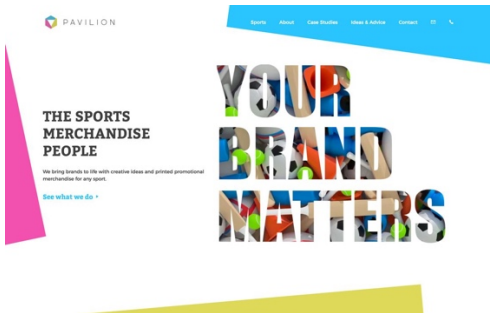 PAVILION
Sports About Case Studies Ideas & Advice Contact
YOUR
BRAND
MATTERS
THE SPORTS
MERCHANDISE
PEOPLE
We bring brands to life with creative ideas and printed promotional
merchandise for any sport.
See what we do